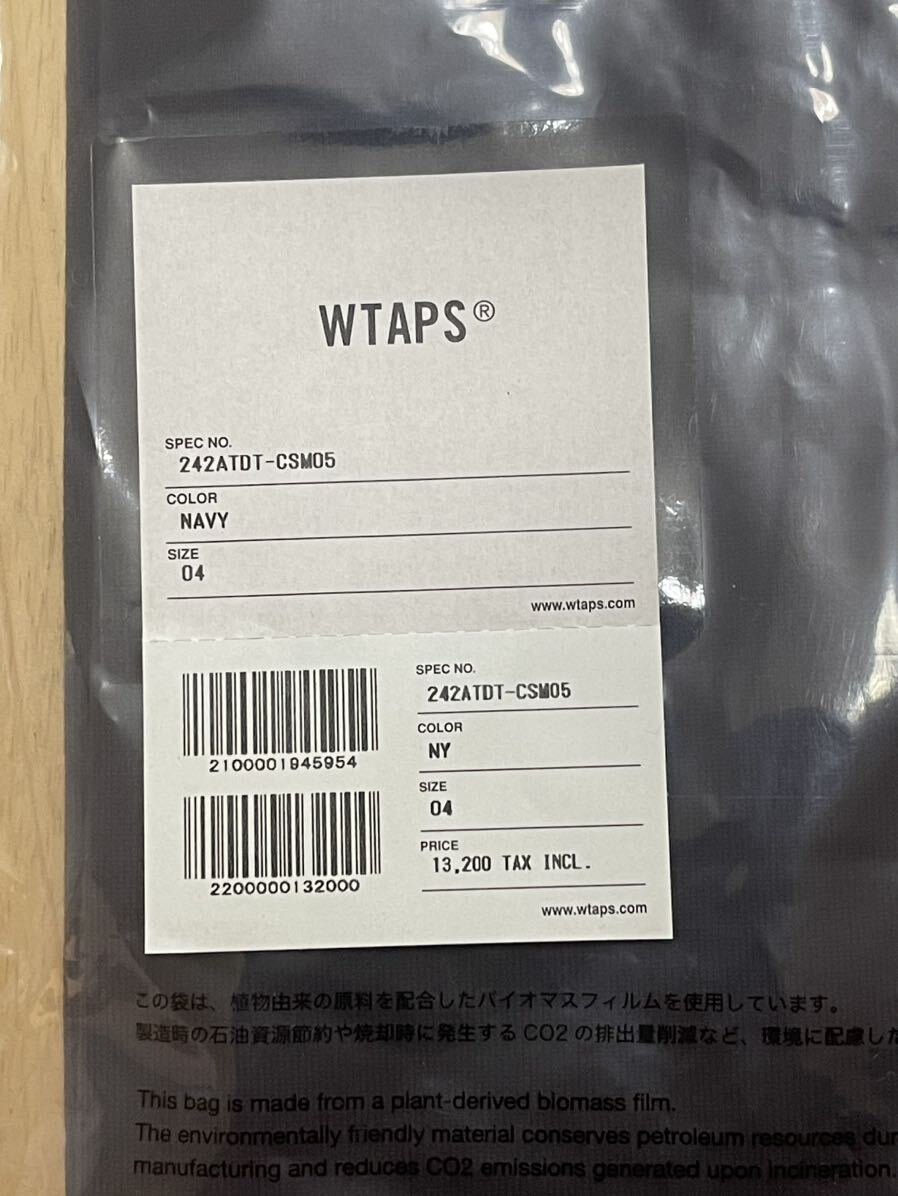 WTAPS®
SPEC NO.
242ATDT-CSM05
COLOR
NAVY
SIZE
04
www.wtaps.com
2100001945954
2200000132000
SPEC NO.
242ATDT-CSM05
COLOR
NY
SIZE
04
PRICE
13,200 TAX INCL.
www.wtaps.com
この袋は、植物由来の原料を配合したバイオマスフィルムを使用しています。
製造時の石油資源節約や焼却時に発生するCO2の排出量削減など、環境に配慮した
This bag is made from a plant-derived biomass film.
The environmentally friendly material conserves petroleum resources dur
manufacturing and reduces CO2 emissions generated upon incineration.